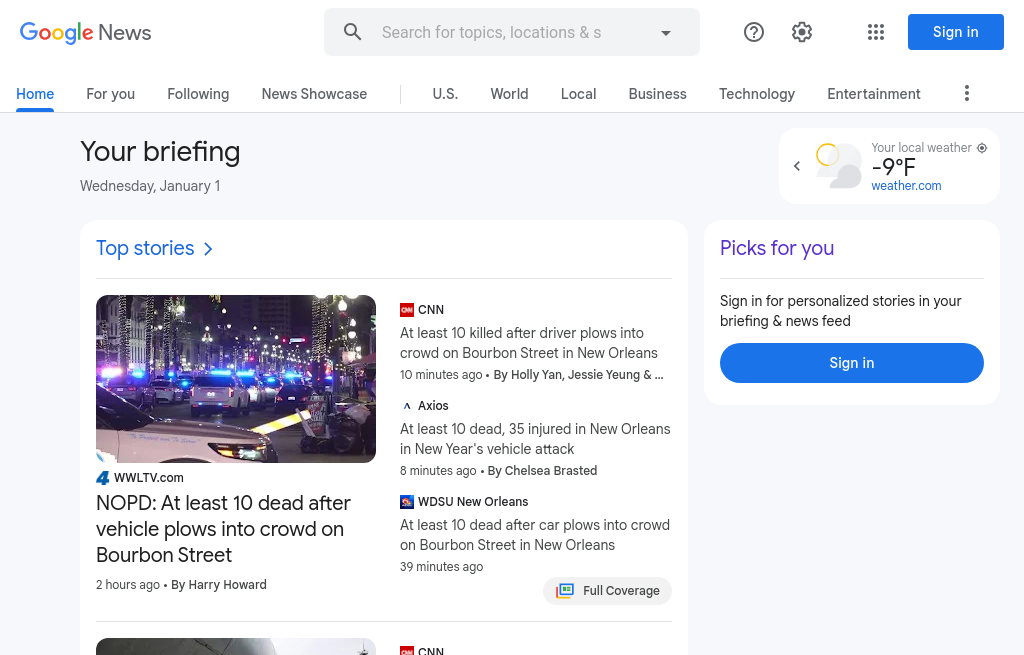 Google News
Search for topics, locations & s
Sign in
Home
For you
Following
News Showcase
U.S.
World
Local
Business
Technology
Entertainment
Your briefing
Wednesday, January 1
Your local weather
-9°F
weather.com
Top stories
4 WWLTV.com
NOPD: At least 10 dead after
vehicle plows into crowd on
Bourbon Street
2 hours ago • By Harry Howard
CNN CNN
At least 10 killed after driver plows into
crowd on Bourbon Street in New Orleans
10 minutes ago • By Holly Yan, Jessie Yeung & ...
Axios
At least 10 dead, 35 injured in New Orleans
in New Year's vehicle attack
8 minutes ago • By Chelsea Brasted
WDSU New Orleans
At least 10 dead after car plows into crowd
on Bourbon Street in New Orleans
39 minutes ago
Full Coverage
CNN
Picks for you
Sign in for personalized stories in your
briefing & news feed
Sign in